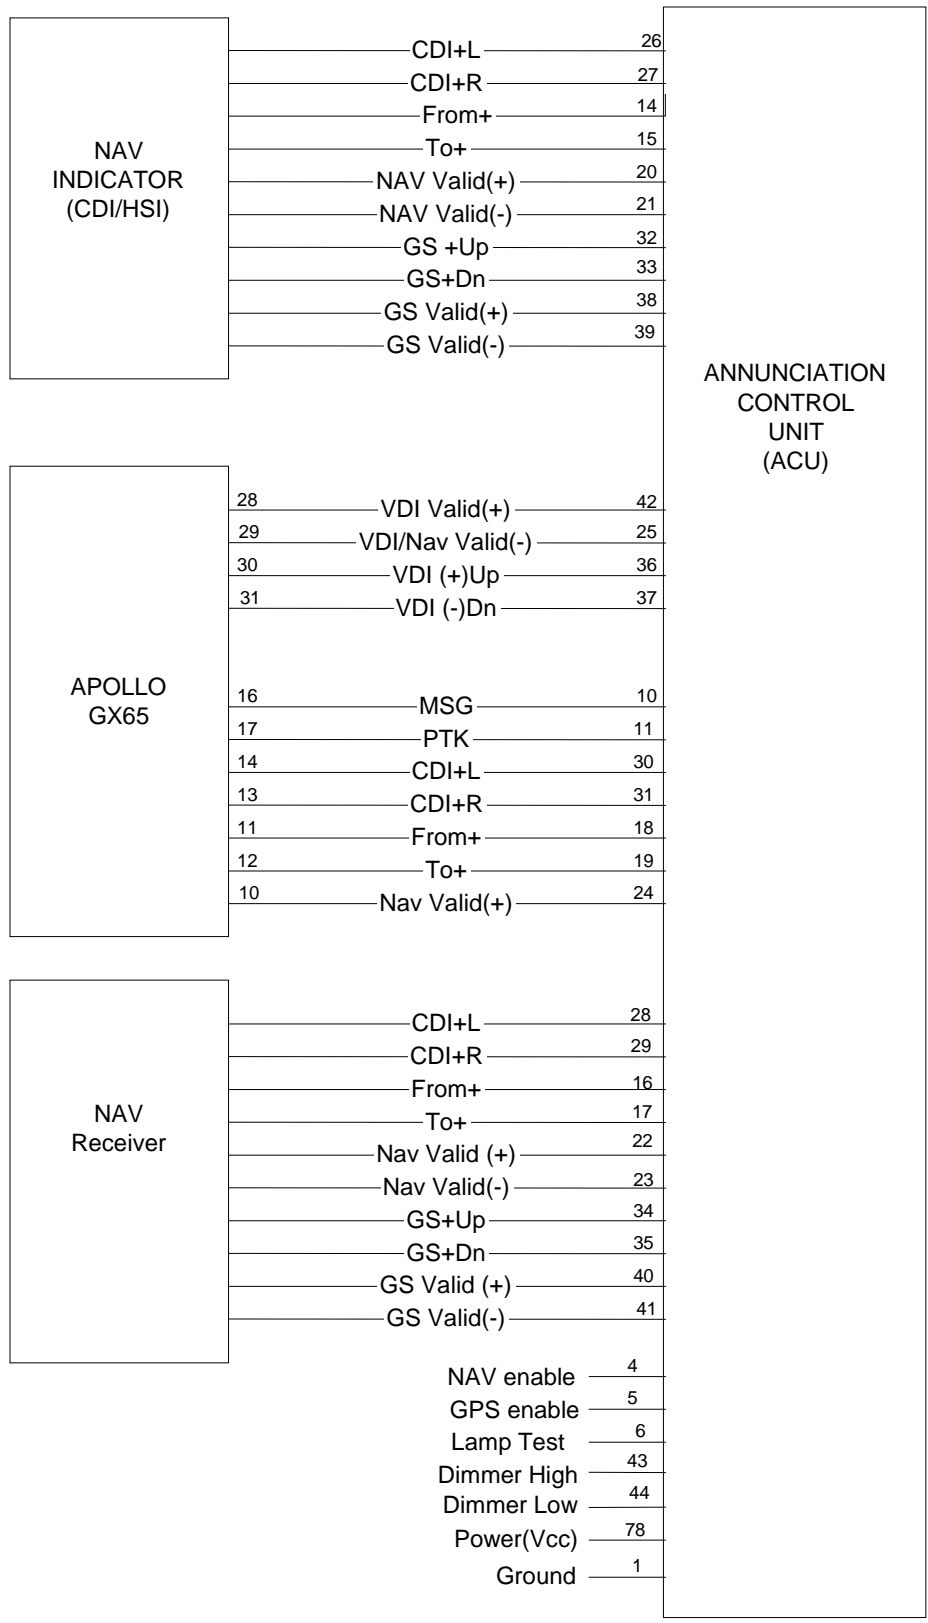 NAV
INDICATOR
(CDI/HSI)
CDI+L 26
CDI+R 27
From+ 14
To+ 15
NAV Valid(+) 20
NAV Valid(-) 21
GS +Up 32
GS+Dn 33
GS Valid(+) 38
GS Valid(-) 39
ANNUNCIATION
CONTROL
UNIT
(ACU)
APOLLO
GX65
28 VDI Valid(+) 42
29 VDI/Nav Valid(-) 25
30 VDI (+)Up 36
31 VDI (-)Dn 37
16 MSG 10
17 PTK 11
14 CDI+L 30
13 CDI+R 31
11 From+ 18
12 To+ 19
10 Nav Valid(+) 24
NAV
Receiver
CDI+L 28
CDI+R 29
From+ 16
To+ 17
Nav Valid (+) 22
Nav Valid(-) 23
GS+Up 34
GS+Dn 35
GS Valid (+) 40
GS Valid(-) 41
NAV enable 4
GPS enable 5
Lamp Test 6
Dimmer High 43
Dimmer Low 44
Power(Vcc) 78
Ground 1